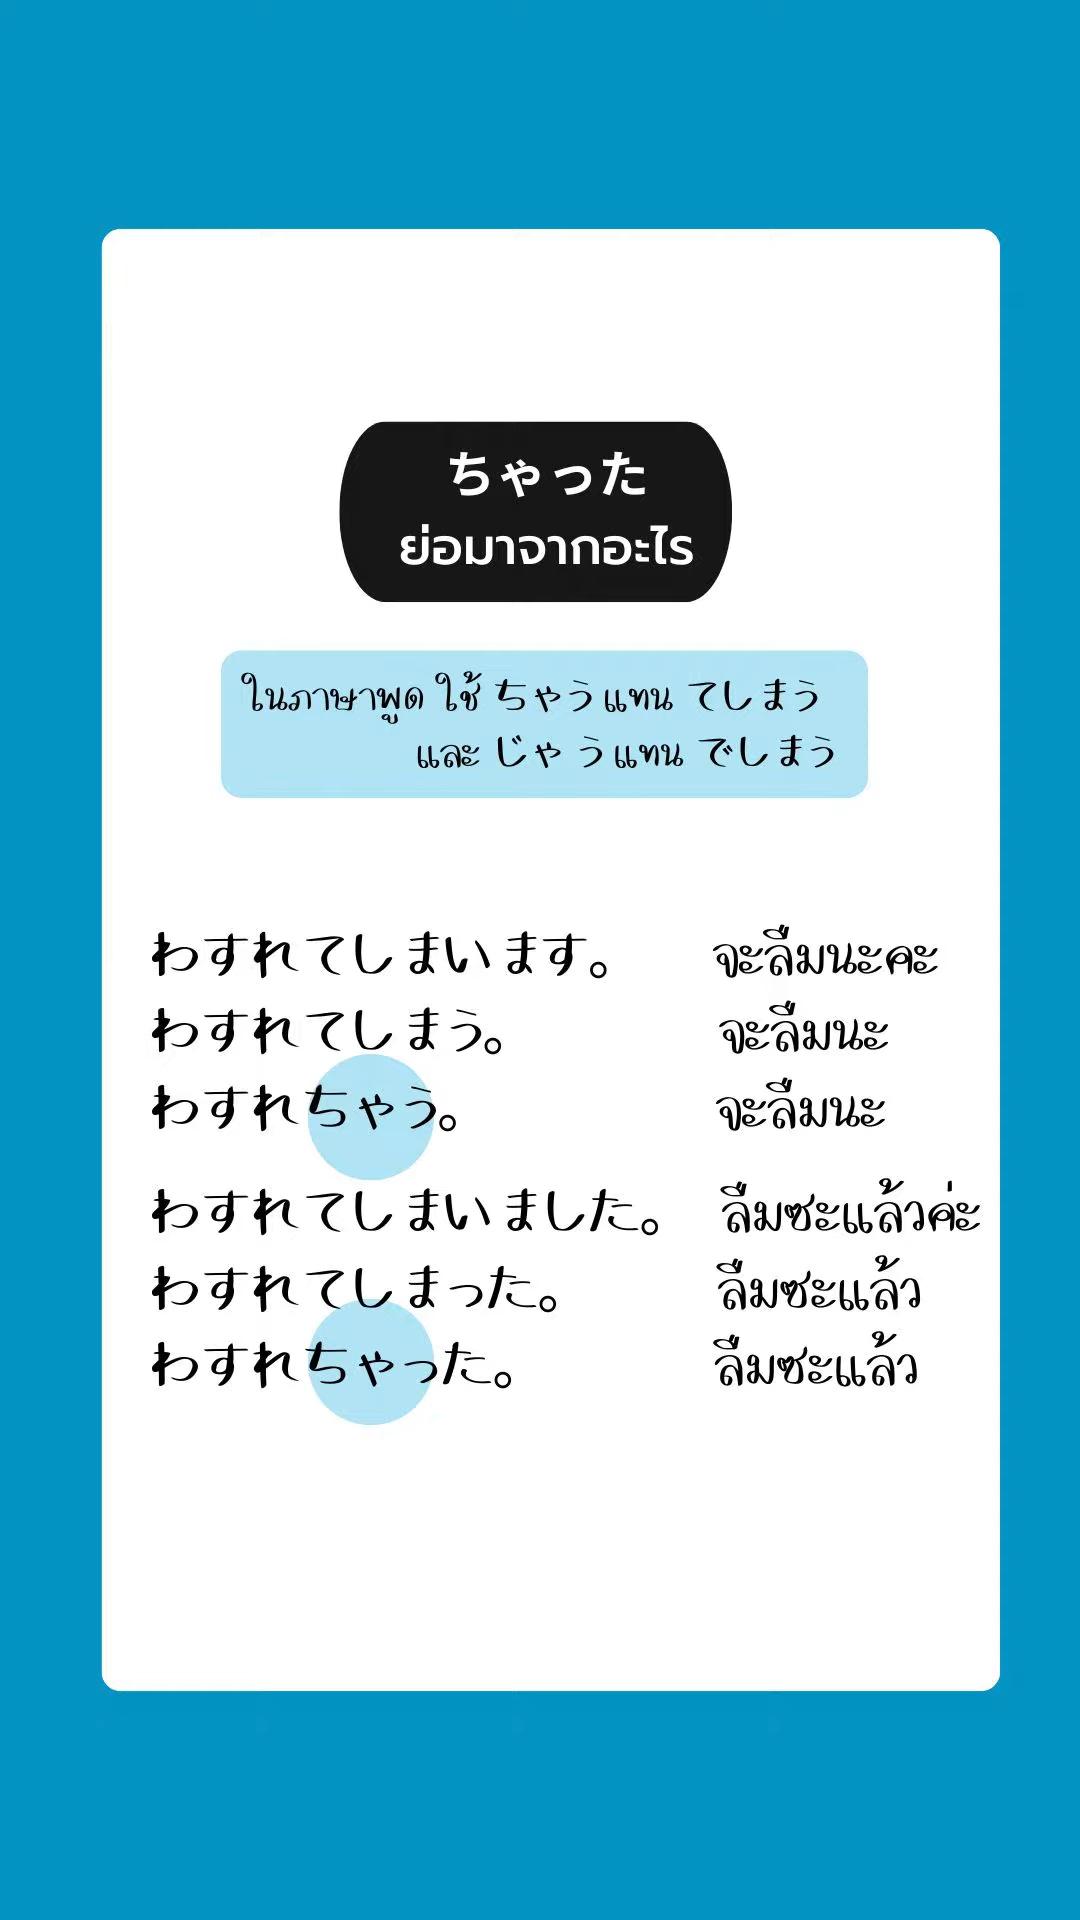 ちゃった
ย่อมาจากอะไร
ในภาษาพูด ใช้ ちゃう แทน てしまう
และ じゃう แทน でしまう
わすれてしまいます。 จะลืมนะคะ
わすれてしまう。 จะลืมนะ
わすれちゃう。 จะลืมนะ
わすれてしまいました。 ลืมซะแล้วค่ะ
わすれてしまった。 ลืมซะแล้ว
わすれちゃった。 ลืมซะแล้ว